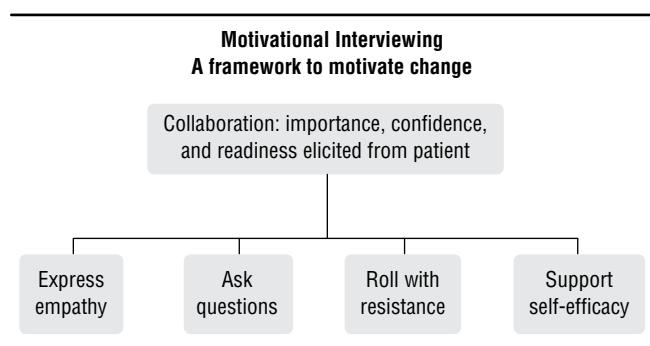 Motivational Interviewing
A framework to motivate change
Collaboration: importance, confidence,
and readiness elicited from patient
Express
empathy
Ask
questions
Roll with
resistance
Support
self-efficacy